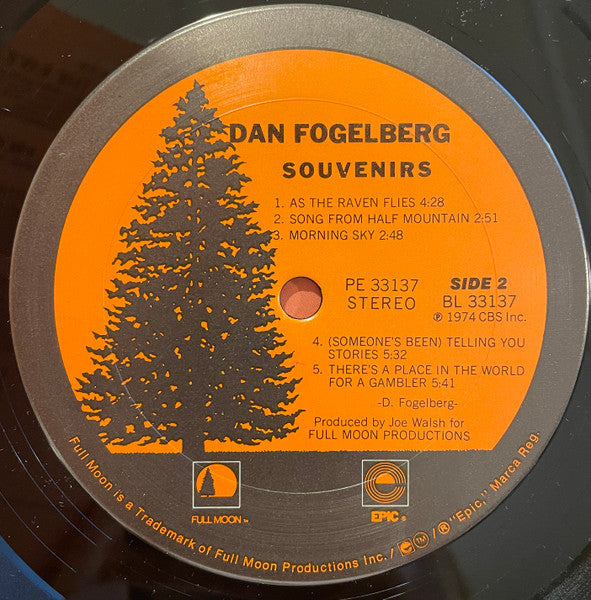 DAN FOGELBERG
SOUVENIRS
1. AS THE RAVEN FLIES 4:28
2. SONG FROM HALF MOUNTAIN 2:51
3. MORNING SKY 2:48
PE 33137
STEREO
SIDE 2
BL 33137
℗ 1974 CBS Inc.
4. (SOMEONE'S BEEN) TELLING YOU
STORIES 5:32
5. THERE'S A PLACE IN THE WORLD
FOR A GAMBLER 5:41
-D. Fogelberg-
Produced by Joe Walsh for
FULL MOON PRODUCTIONS
FULL MOON™
EPIC®
Full Moon is a Trademark of Full Moon Productions Inc. / ©™ / ® "Epic," Marca Reg.